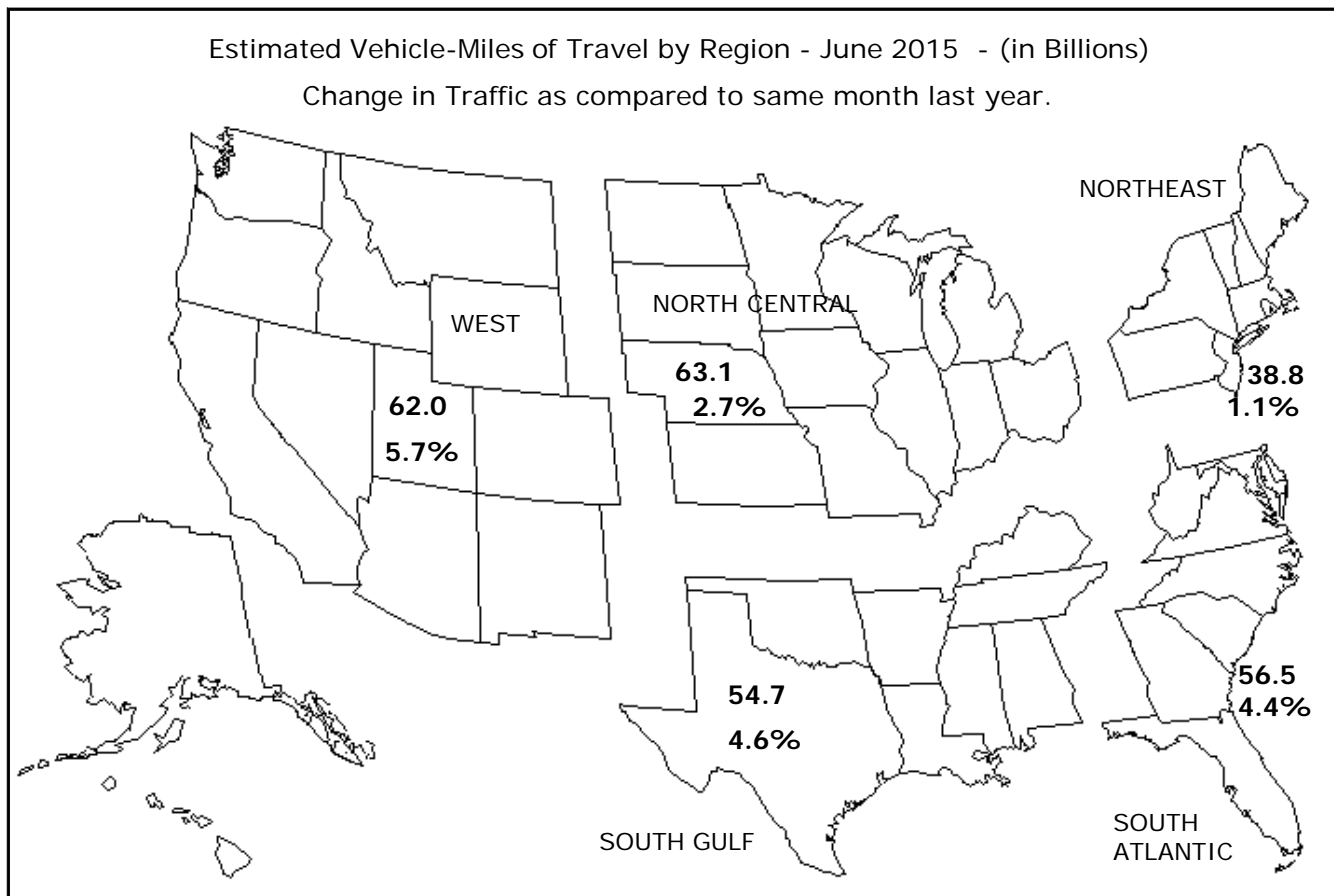 Estimated Vehicle-Miles of Travel by Region - June 2015 - (in Billions)
Change in Traffic as compared to same month last year.
NORTHEAST
38.8
1.1%
NORTH CENTRAL
63.1
2.7%
WEST
62.0
5.7%
SOUTH GULF
54.7
4.6%
SOUTH
ATLANTIC
56.5
4.4%